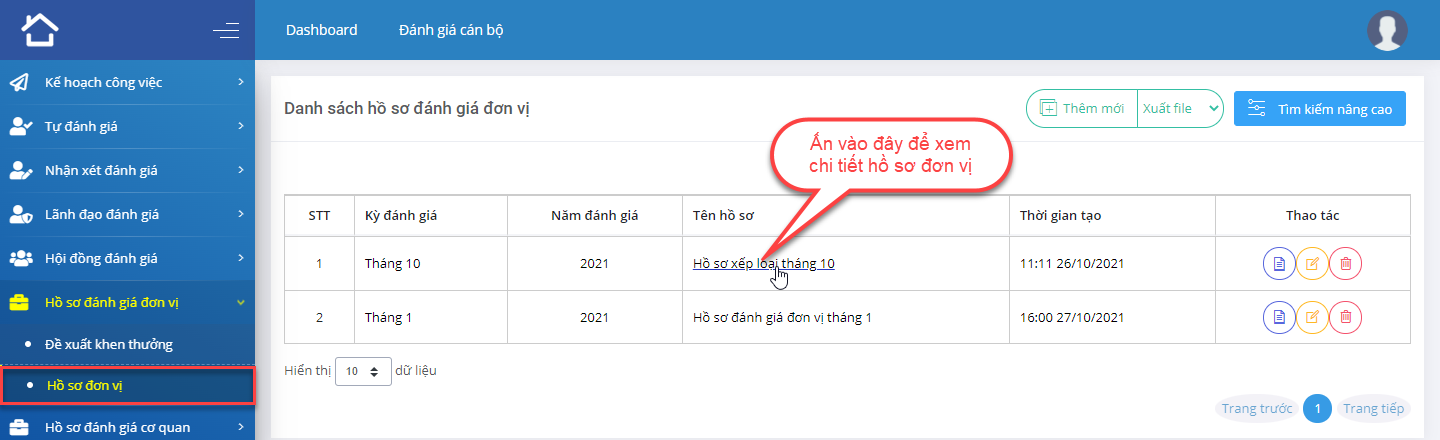 Dashboard Đánh giá cán bộ
Kế hoạch công việc
Tự đánh giá
Nhận xét đánh giá
Lãnh đạo đánh giá
Hội đồng đánh giá
Hồ sơ đánh giá đơn vị
Đề xuất khen thưởng
Hồ sơ đơn vị
Hồ sơ đánh giá cơ quan
Danh sách hồ sơ đánh giá đơn vị
Thêm mới Xuất file Tìm kiếm nâng cao
Ấn vào đây để xem
chi tiết hồ sơ đơn vị
STT Kỳ đánh giá Năm đánh giá Tên hồ sơ Thời gian tạo Thao tác
1 Tháng 10 2021 Hồ sơ xếp loại tháng 10 11:11 26/10/2021
2 Tháng 1 2021 Hồ sơ đánh giá đơn vị tháng 1 16:00 27/10/2021
Hiển thị 10 dữ liệu
Trang trước 1 Trang tiếp